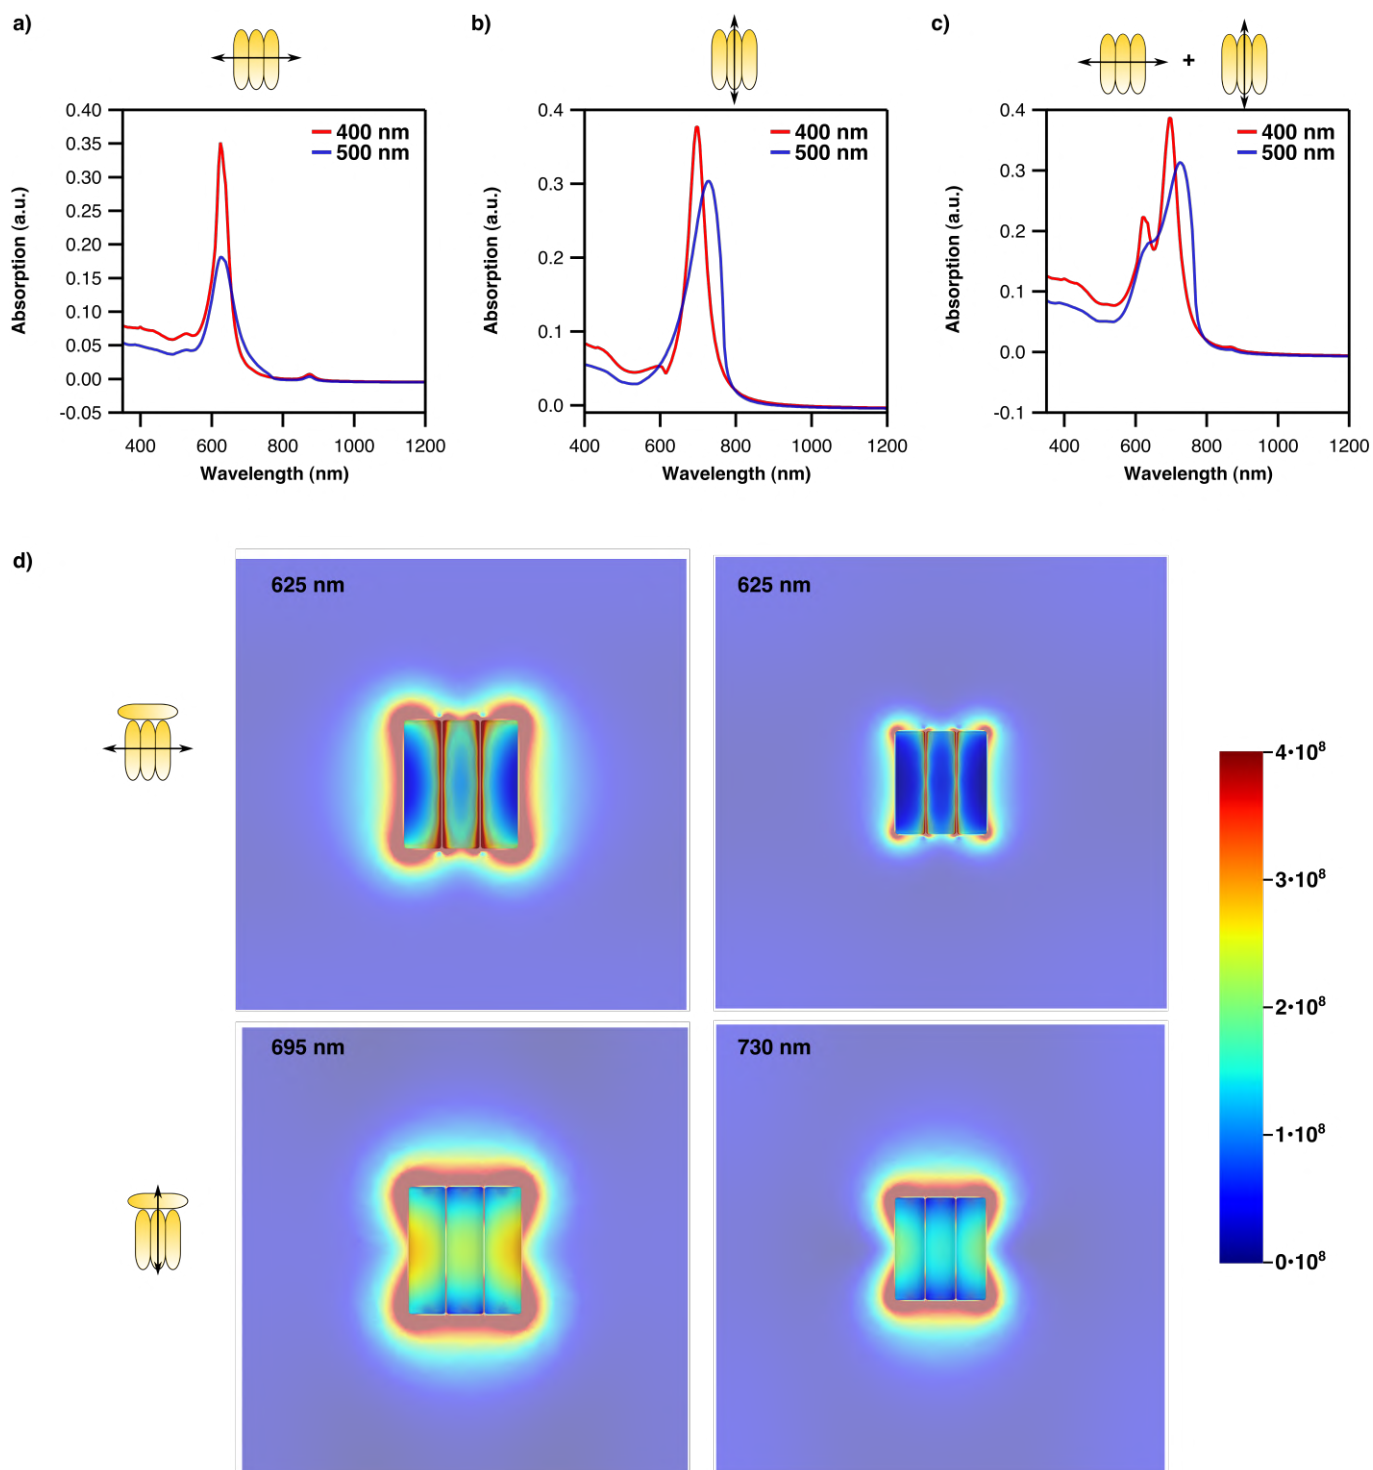 a)
b)
c)
+
0.40
0.35
0.30
0.25
0.20
0.15
0.10
0.05
0.00
-0.05
Absorption (a.u.)
400 nm
500 nm
400 600 800 1000 1200
Wavelength (nm)
0.4
0.3
0.2
0.1
0.0
Absorption (a.u.)
400 nm
500 nm
400 600 800 1000 1200
Wavelength (nm)
0.4
0.3
0.2
0.1
0.0
-0.1
Absorption (a.u.)
400 nm
500 nm
400 600 800 1000 1200
Wavelength (nm)
d)
625 nm
625 nm
695 nm
730 nm
4•10⁸
3•10⁸
2•10⁸
1•10⁸
0•10⁸